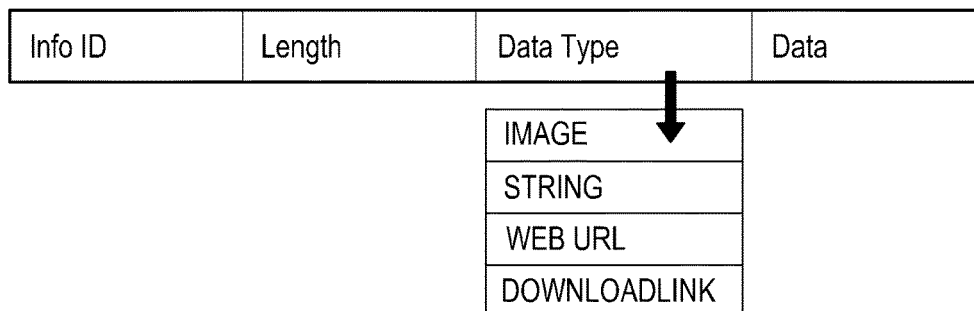 Info ID Length Data Type Data
IMAGE
STRING
WEB URL
DOWNLOADLINK